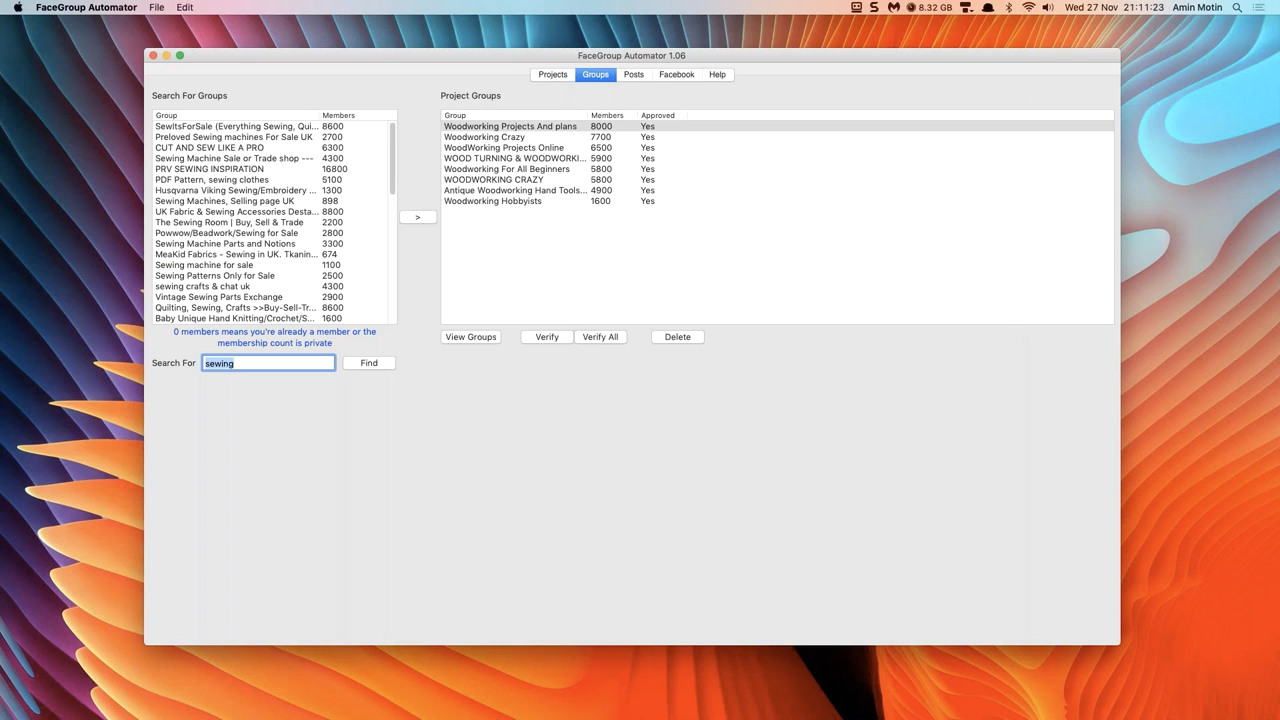 FaceGroup Automator File Edit 8.32 GB Wed 27 Nov 21:11:23 Amin Motin
FaceGroup Automator 1.06
Projects Groups Posts Facebook Help
Search For Groups
Group Members
SewItsForSale (Everything Sewing, Qui... 8600
Preloved Sewing machines For Sale UK 2700
CUT AND SEW LIKE A PRO 6300
Sewing Machine Sale or Trade shop --- 4300
PRV SEWING INSPIRATION 16800
PDF Pattern, sewing clothes 5100
Husqvarna Viking Sewing/Embroidery ... 1300
Sewing Machines, Selling page UK 898
UK Fabric & Sewing Accessories Desta... 8800
The Sewing Room | Buy, Sell & Trade 2200
Powwow/Beadwork/Sewing for Sale 2800
Sewing Machine Parts and Notions 3300
MeaKid Fabrics - Sewing in UK. Tkanin... 674
Sewing machine for sale 1100
Sewing Patterns Only for Sale 2500
sewing crafts & chat uk 4300
Vintage Sewing Parts Exchange 2900
Quilting, Sewing, Crafts >>Buy-Sell-Tr... 8600
Baby Unique Hand Knitting/Crochet/S... 1600
0 members means you're already a member or the
membership count is private
Search For sewing Find
>
Project Groups
Group Members Approved
Woodworking Projects And plans 8000 Yes
Woodworking Crazy 7700 Yes
WoodWorking Projects Online 6500 Yes
WOOD TURNING & WOODWORKI... 5900 Yes
Woodworking For All Beginners 5800 Yes
WOODWORKING CRAZY 5800 Yes
Antique Woodworking Hand Tools... 4900 Yes
Woodworking Hobbyists 1600 Yes
View Groups Verify Verify All Delete